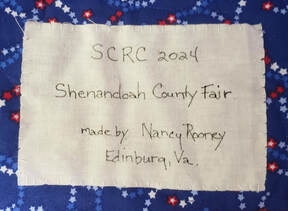 SCRC 2024
Shenandoah County Fair
made by Nancy Rooney
Edinburg, Va.